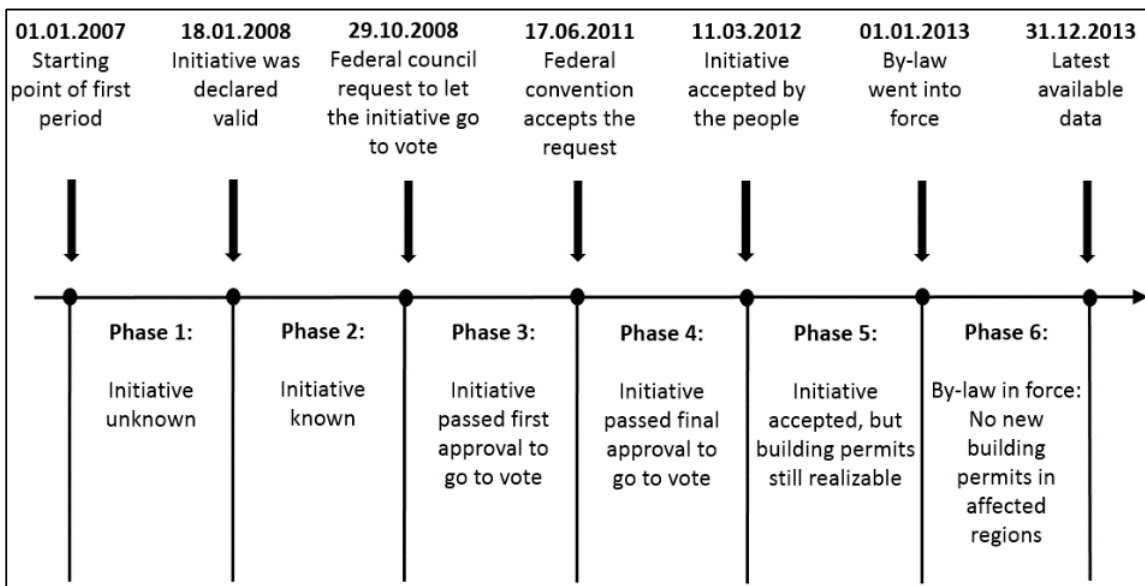 01.01.2007
Starting
point of first
period
18.01.2008
Initiative was
declared
valid
29.10.2008
Federal council
request to let
the initiative go
to vote
17.06.2011
Federal
convention
accepts the
request
11.03.2012
Initiative
accepted by
the people
01.01.2013
By-law
went into
force
31.12.2013
Latest
available
data
Phase 1:
Initiative
unknown
Phase 2:
Initiative
known
Phase 3:
Initiative
passed first
approval to
go to vote
Phase 4:
Initiative
passed final
approval to
go to vote
Phase 5:
Initiative
accepted, but
building permits
still realizable
Phase 6:
By-law in force:
No new
building
permits in
affected
regions